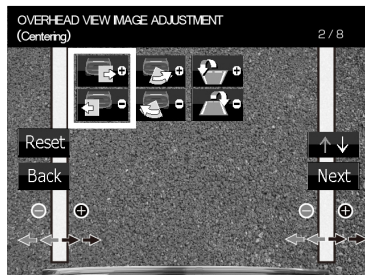 OVERHEAD VIEW IMAGE ADJUSTMENT
(Centering) 2 / 8
Reset
Back Next